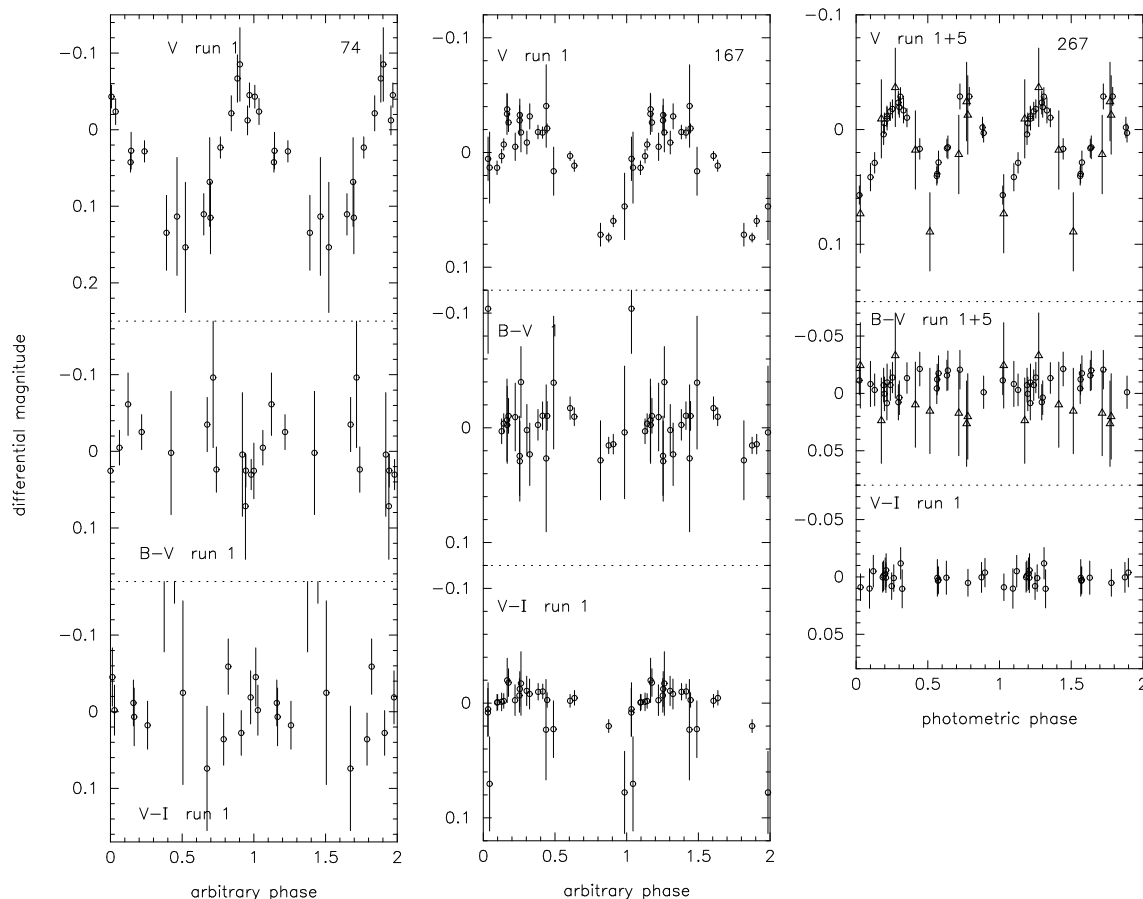 differential magnitude
V run 1 74
−0.1
0
0.1
0.2
−0.1
0
0.1
B−V run 1
−0.1
0
0.1
V−I run 1
0 0.5 1 1.5 2
arbitrary phase
−0.1
V run 1 167
0
0.1
−0.1
B−V 1
0
0.1
−0.1
V−I run 1
0
0.1
0 0.5 1 1.5 2
arbitrary phase
−0.1
V run 1+5 267
0
0.1
B−V run 1+5
−0.05
0
0.05
V−I run 1
−0.05
0
0.05
0 0.5 1 1.5 2
photometric phase